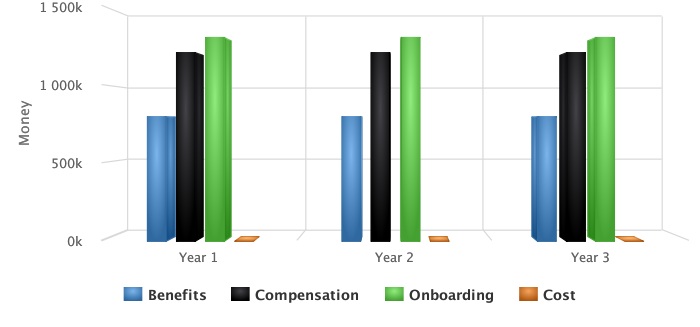 1 500k
1 000k
500k
0k
Money
Year 1
Year 2
Year 3
Benefits
Compensation
Onboarding
Cost